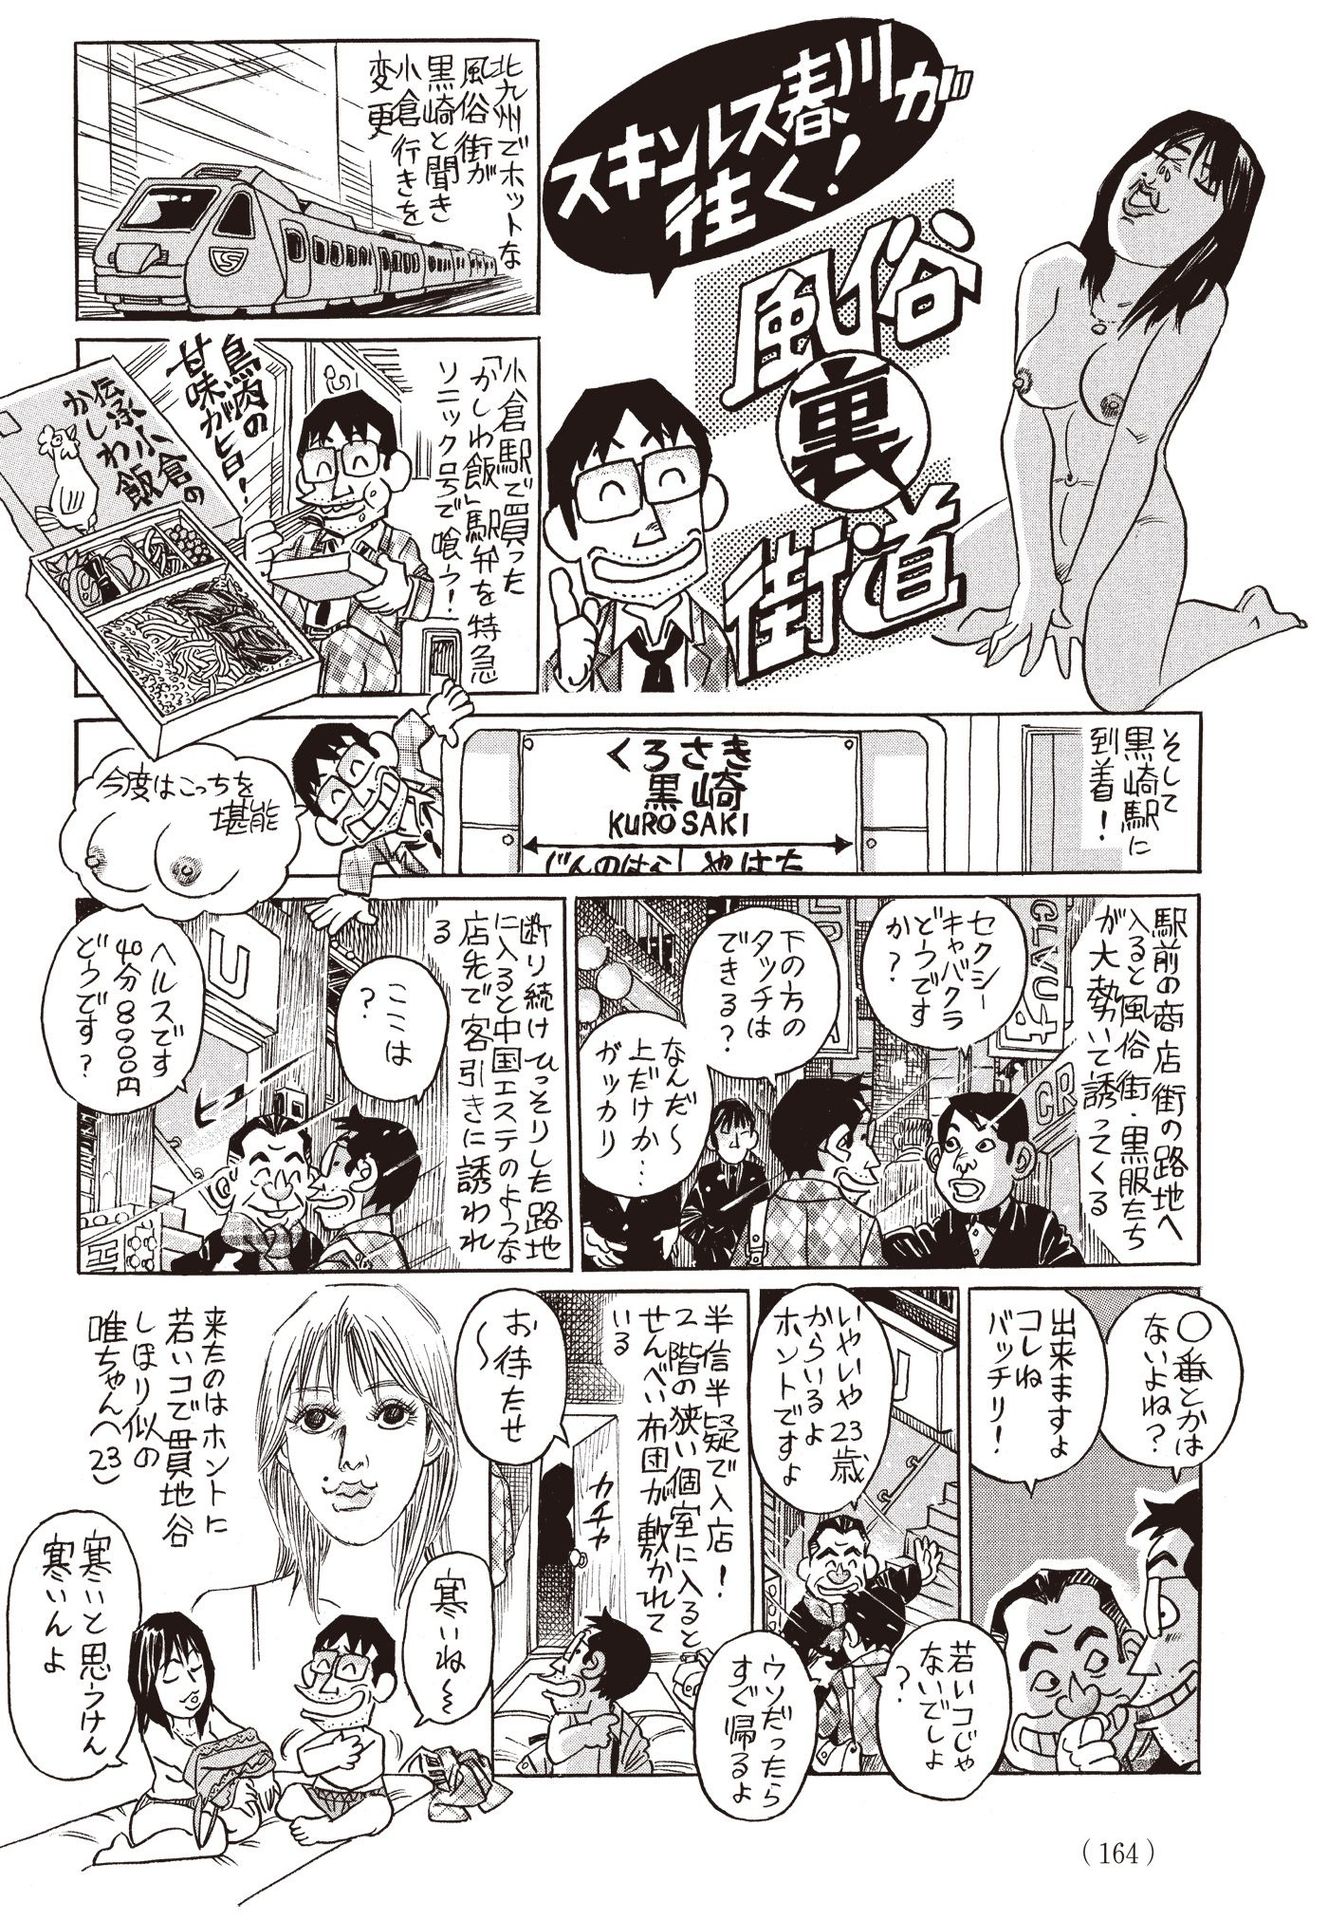 スキンレス春川が
往く！
風俗
裏
街道
北九州でホットな
風俗街が
黒崎と聞き
小倉行きを
変更
小倉駅で買った
「かしわ飯」駅弁を特急
ソニック号で喰う！
鳥肉の
甘味が旨！
伝承小倉の
かしわ飯
そして
黒崎駅に
到着！
くろさき
黒崎
KUROSAKI
じんのはる
やはた
今度はこっちを
堪能
駅前の商店街の路地へ
入ると風俗街・黒服たち
が大勢いて誘ってくる
CLVU4
CR
セクシー
キャバクラ
どうです
か？
下の方の
タッチは
できる？
なんだ〜
上だけか…
ガッカリ
断り続けひっそりした路地
に入ると中国エステのような
店先で客引きに誘われ
る
ここは
？
U
ヘルスです
40分8000円
どうです？
ヒュー
〇番とかは
ないよね？
出来ますよ
コレね
バッチリ！
若いコじゃ
ないでしょ
？
いやいや23歳
からいるよ
ホントですよ
U
ウソだったら
すぐ帰るよ
半信半疑で入店！
2階の狭い個室に入ると
せんべい布団が敷かれて
いる
カチャ
お待たせ
〜
来たのはホントに
若いコで貫地谷
しほり似の
唯ちゃん(23)
寒いね〜
寒いと思うけん
寒いんよ
（164）